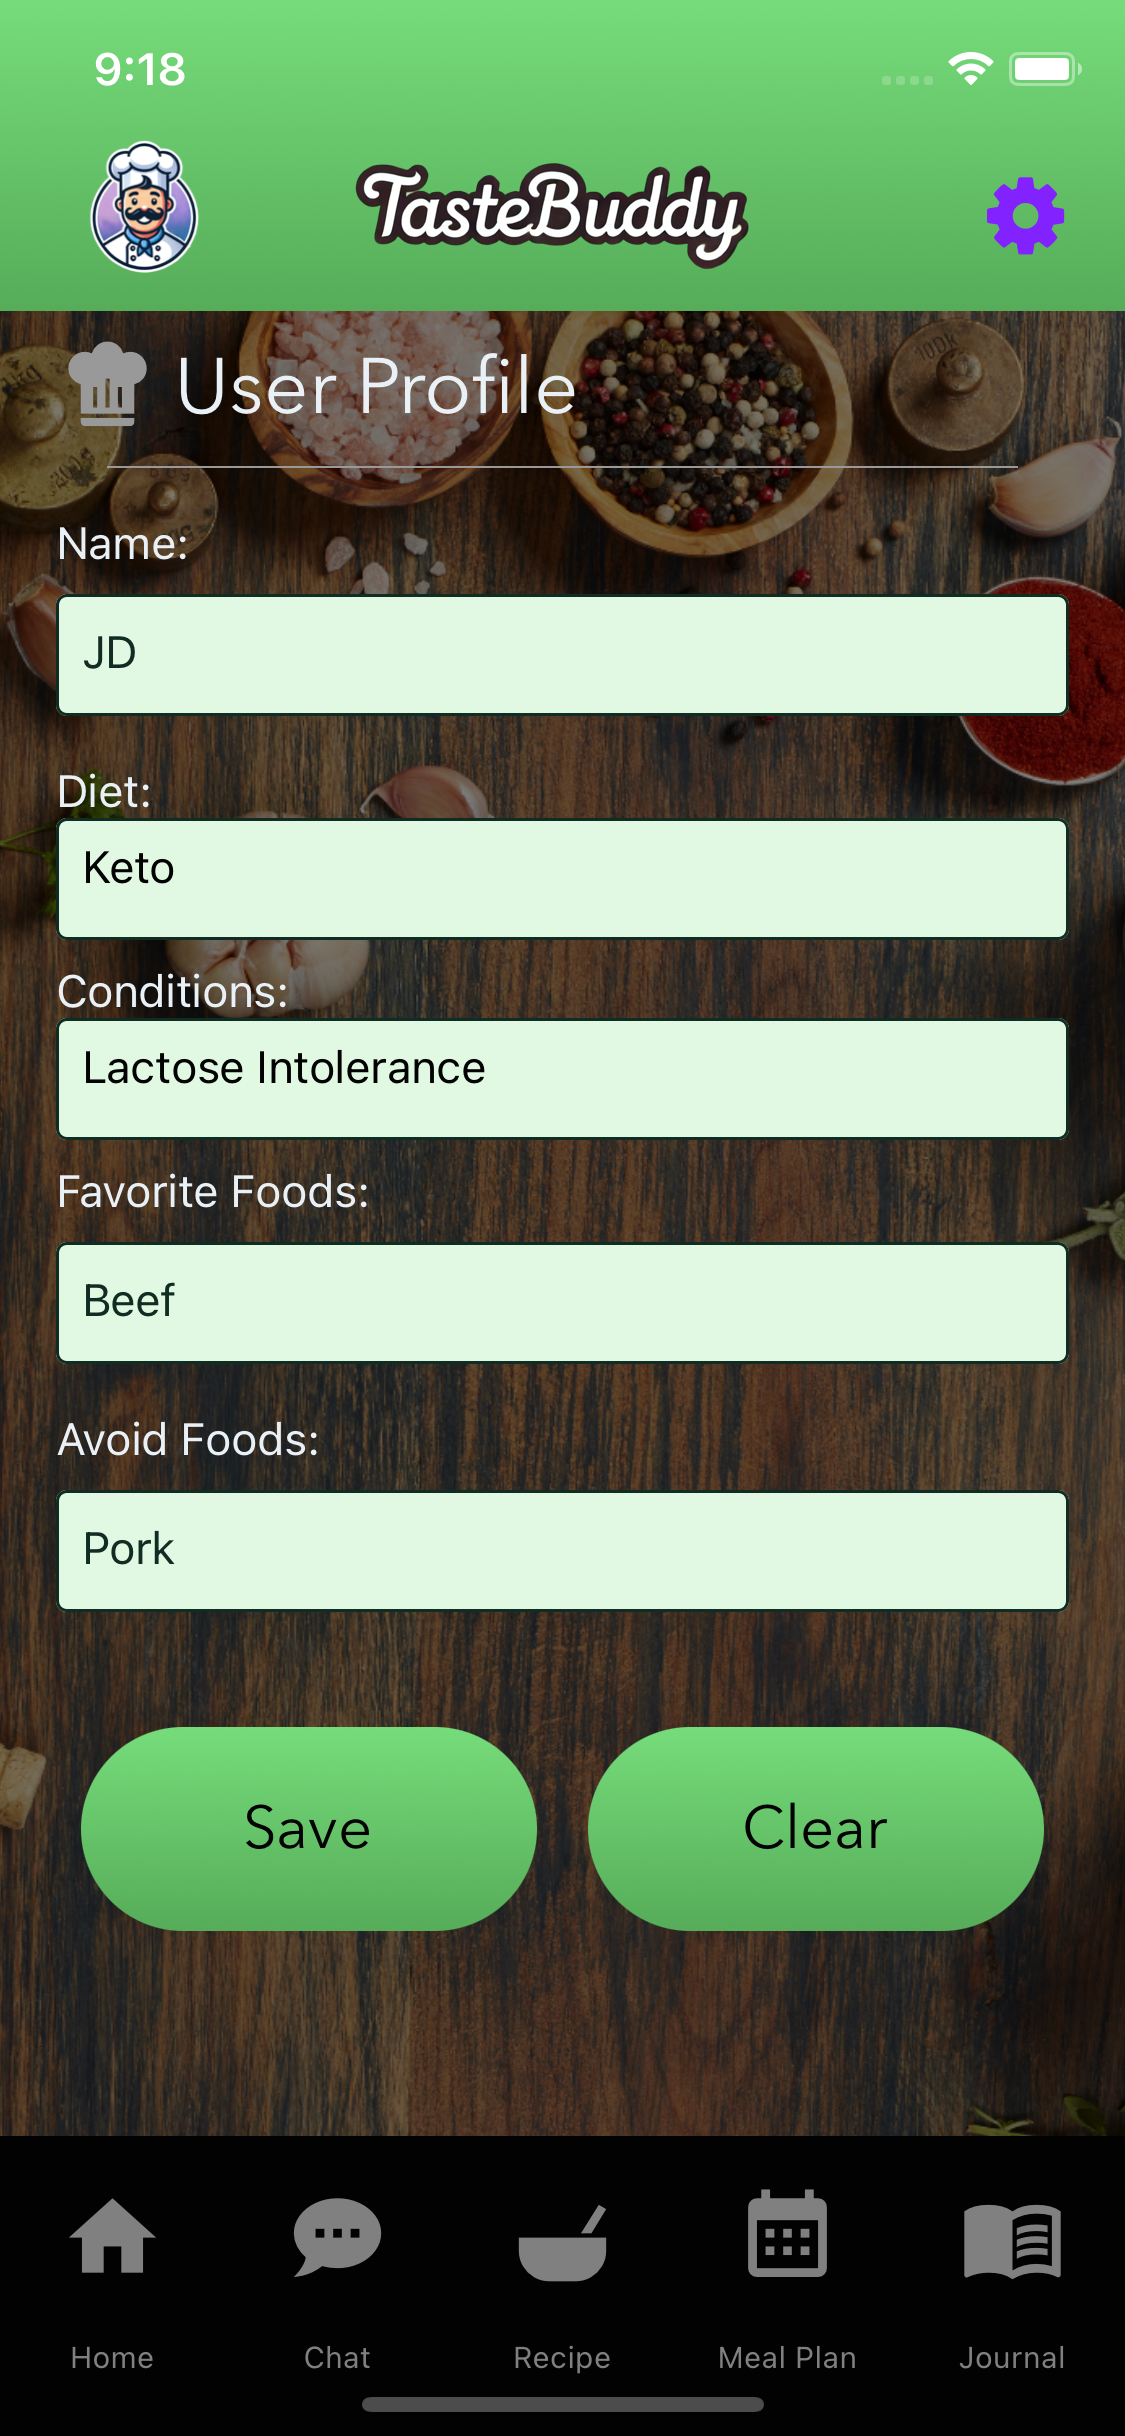 9:18
TasteBuddy
User Profile
Name:
JD
Diet:
Keto
Conditions:
Lactose Intolerance
Favorite Foods:
Beef
Avoid Foods:
Pork
Save Clear
Home Chat Recipe Meal Plan Journal